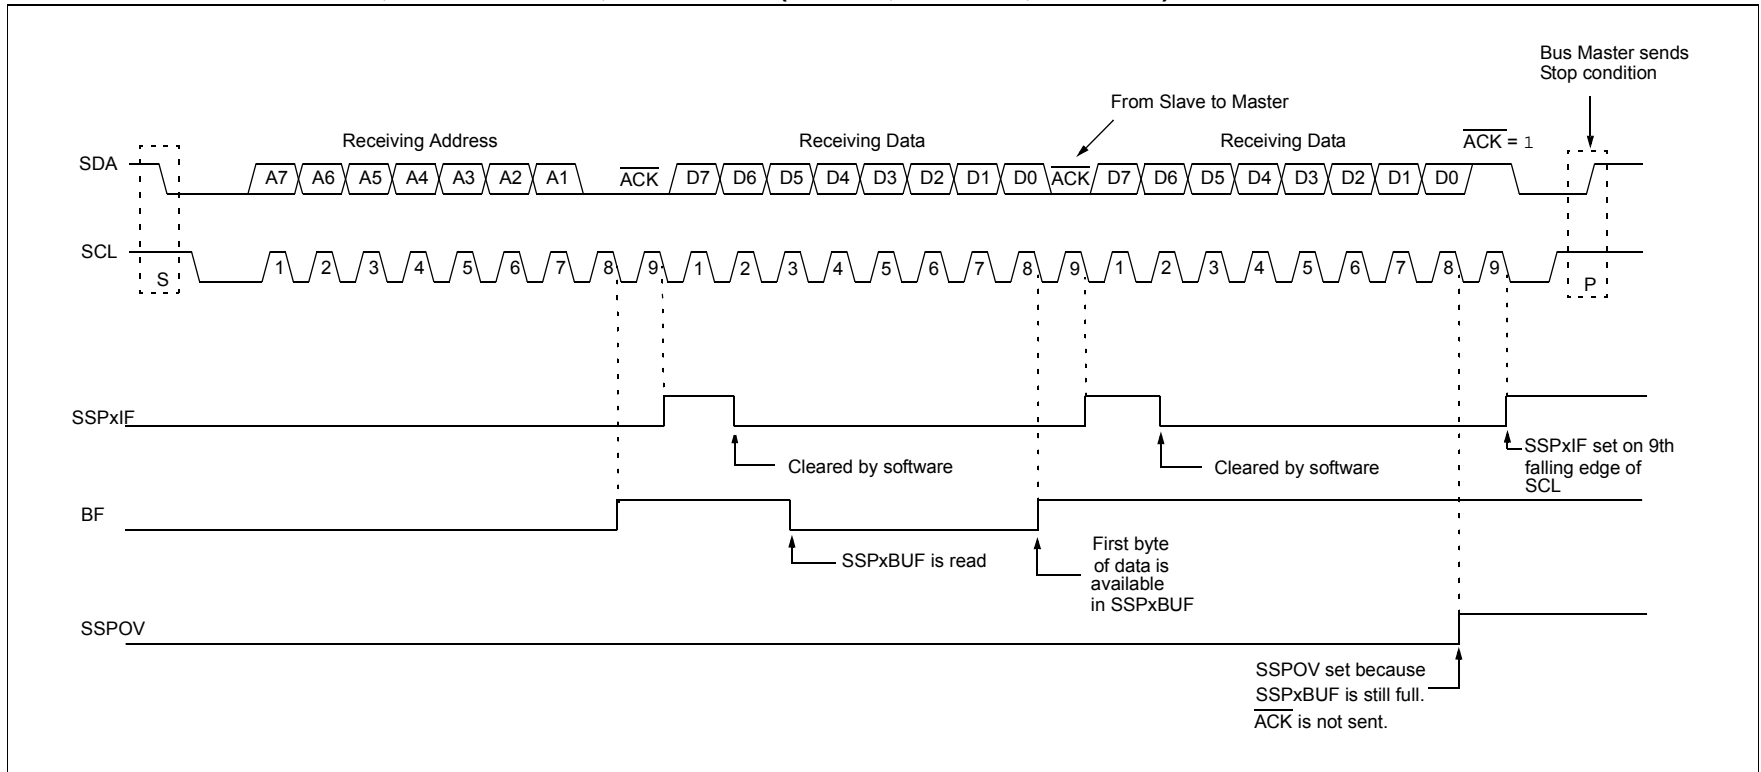 Bus Master sends
Stop condition
From Slave to Master
Receiving Address
Receiving Data
Receiving Data
ACK = 1
SDA
A7 A6 A5 A4 A3 A2 A1 ACK D7 D6 D5 D4 D3 D2 D1 D0 ACK D7 D6 D5 D4 D3 D2 D1 D0
SCL
S
1 2 3 4 5 6 7 8 9 1 2 3 4 5 6 7 8 9 1 2 3 4 5 6 7 8 9
P
SSPxIF
Cleared by software
Cleared by software
SSPxIF set on 9th
falling edge of
SCL
BF
SSPxBUF is read
First byte
of data is
available
in SSPxBUF
SSPOV
SSPOV set because
SSPxBUF is still full.
ACK is not sent.